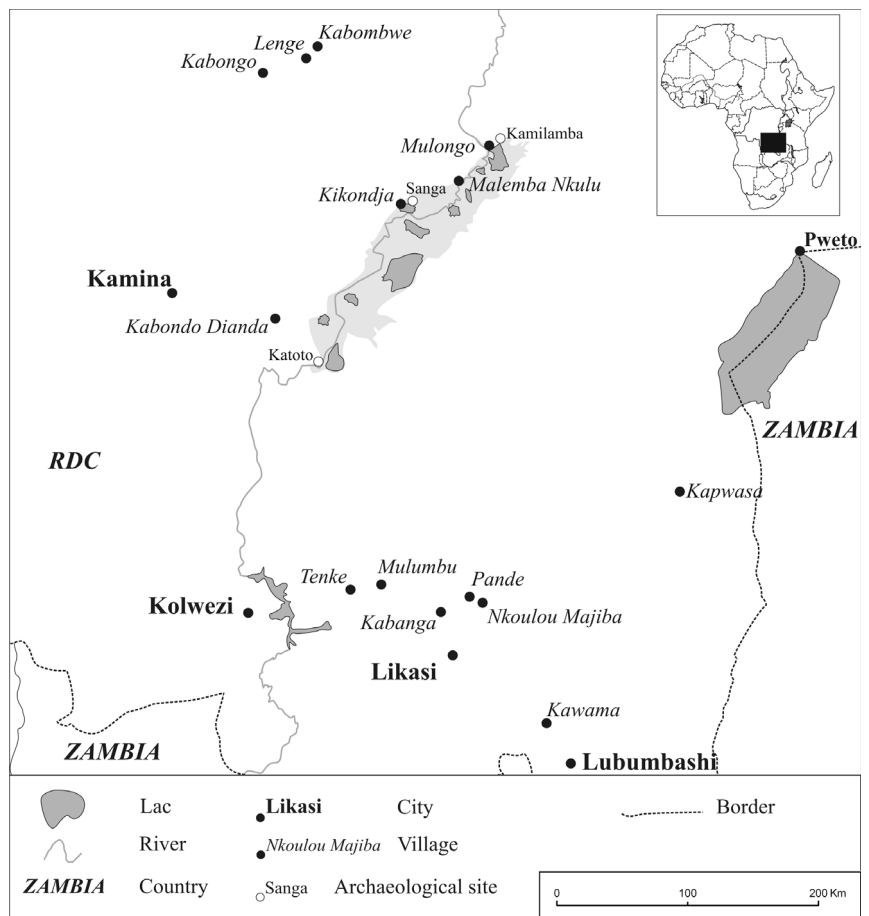 Kabombwe
Lenge
Kabongo
Kamilamba
Mulongo
Malemba Nkulu
Sanga
Kikondja
Pweto
Kamina
Kabondo Dianda
Katoto
ZAMBIA
RDC
Kapwasa
Tenke
Mulumbu
Pande
Kolwezi
Kabanga
Nkoulou Majiba
Likasi
Kawama
ZAMBIA
Lubumbashi
Lac
Likasi
City
Border
River
Nkoulou Majiba
Village
ZAMBIA
Country
Sanga
Archaeological site
0 100 200 Km